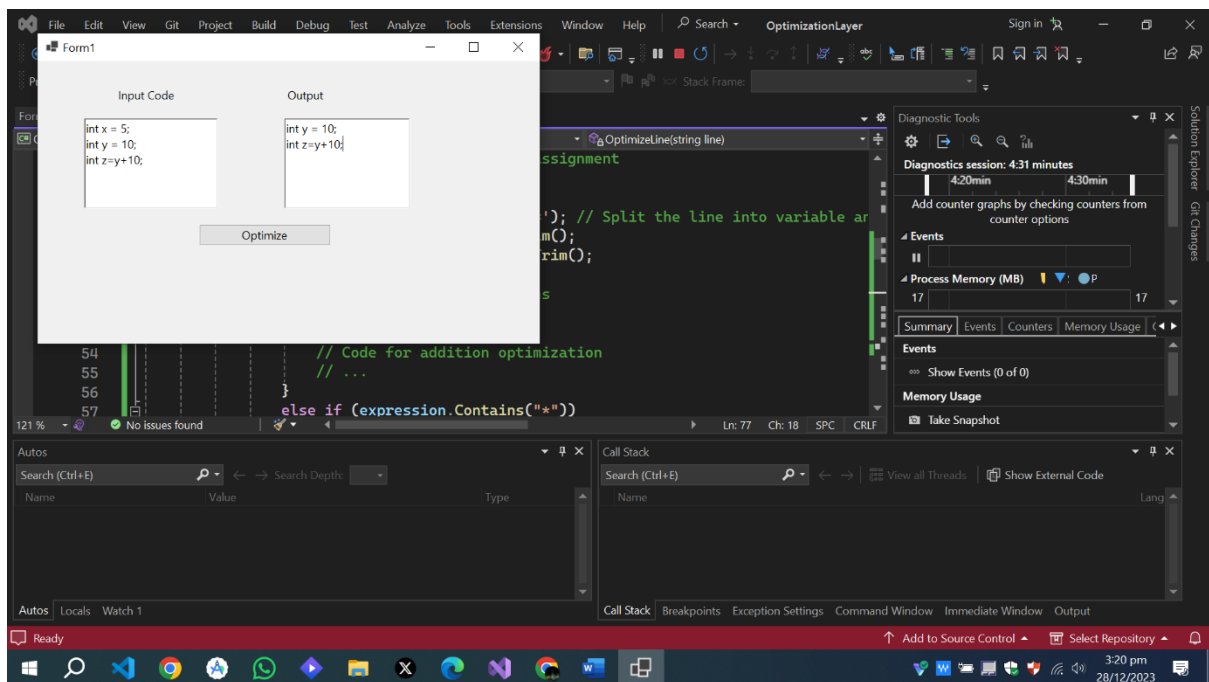 File Edit View Git Project Build Debug Test Analyze Tools Extensions Window Help Search OptimizationLayer Sign in
Form1
Stack Frame:
Input Code Output
int x = 5;
int y = 10;
int z=y+10;
int y = 10;
int z=y+10;
Optimize
OptimizeLine(string line)
ssignment
'); // Split the line into variable an
m();
rim();
s
54 // Code for addition optimization
55 // ...
56 }
57 else if (expression.Contains("*"))
121 % No issues found Ln: 77 Ch: 18 SPC CRLF
Diagnostic Tools
Diagnostics session: 4:31 minutes
4:20min 4:30min
Add counter graphs by checking counters from
counter options
Events
Process Memory (MB) P
17 17
Summary Events Counters Memory Usage
Events
Show Events (0 of 0)
Memory Usage
Take Snapshot
Solution Explorer
Git Changes
Autos
Search (Ctrl+E) Search Depth:
Name Value Type
Autos Locals Watch 1
Call Stack
Search (Ctrl+E) View all Threads Show External Code
Name Lang
Call Stack Breakpoints Exception Settings Command Window Immediate Window Output
Ready Add to Source Control Select Repository
3:20 pm
28/12/2023